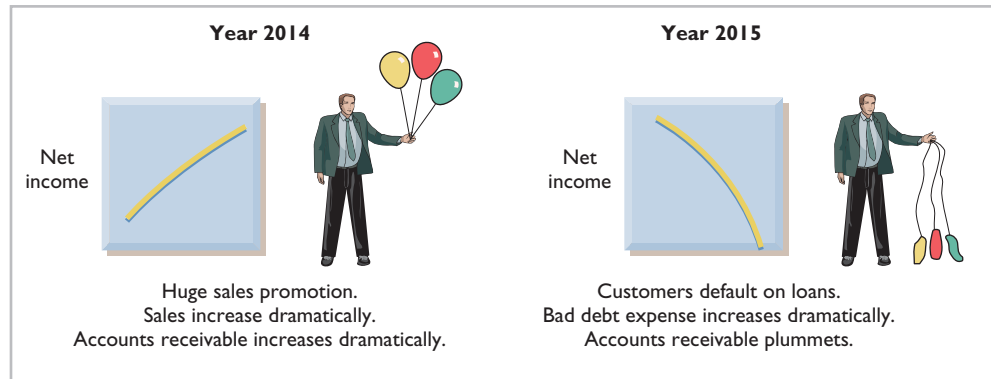 Year 2014
Net
income
Huge sales promotion.
Sales increase dramatically.
Accounts receivable increases dramatically.
Year 2015
Net
income
Customers default on loans.
Bad debt expense increases dramatically.
Accounts receivable plummets.